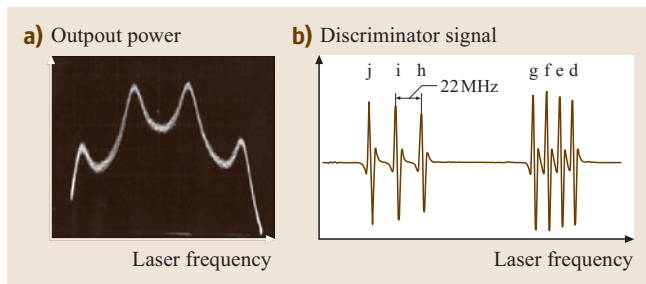 a) Outpout power
Laser frequency
b) Discriminator signal
j i h g f e d
22 MHz
Laser frequency